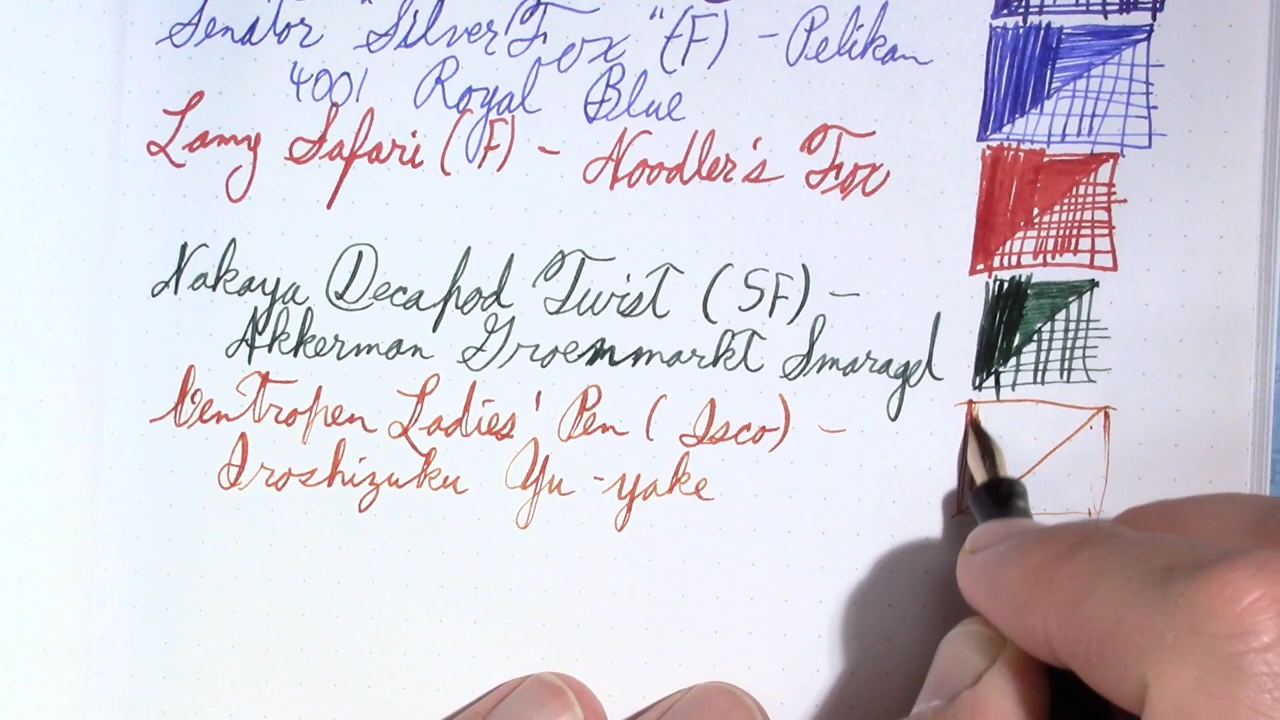 Senator "Silver Fox" (F) - Pelikan
4001 Royal Blue
Lamy Safari (F) - Noodler's Fox
Nakaya Decapod Twist (SF) -
Akkerman Groenmarkt Smaragd
Centropen Ladies' Pen (Isco) -
Iroshizuku Yu-yake